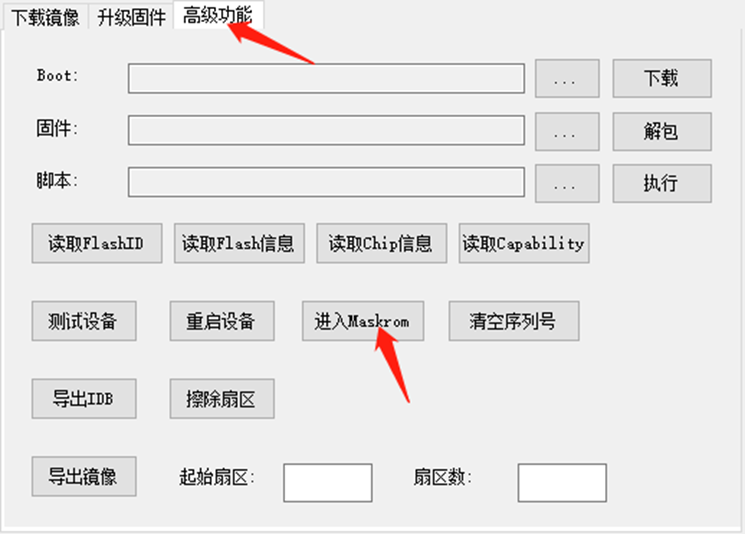 下载镜像 升级固件 高级功能
Boot: ... 下载
固件: ... 解包
脚本: ... 执行
读取FlashID 读取Flash信息 读取Chip信息 读取Capability
测试设备 重启设备 进入Maskrom 清空序列号
导出IDB 擦除扇区
导出镜像 起始扇区: 扇区数: